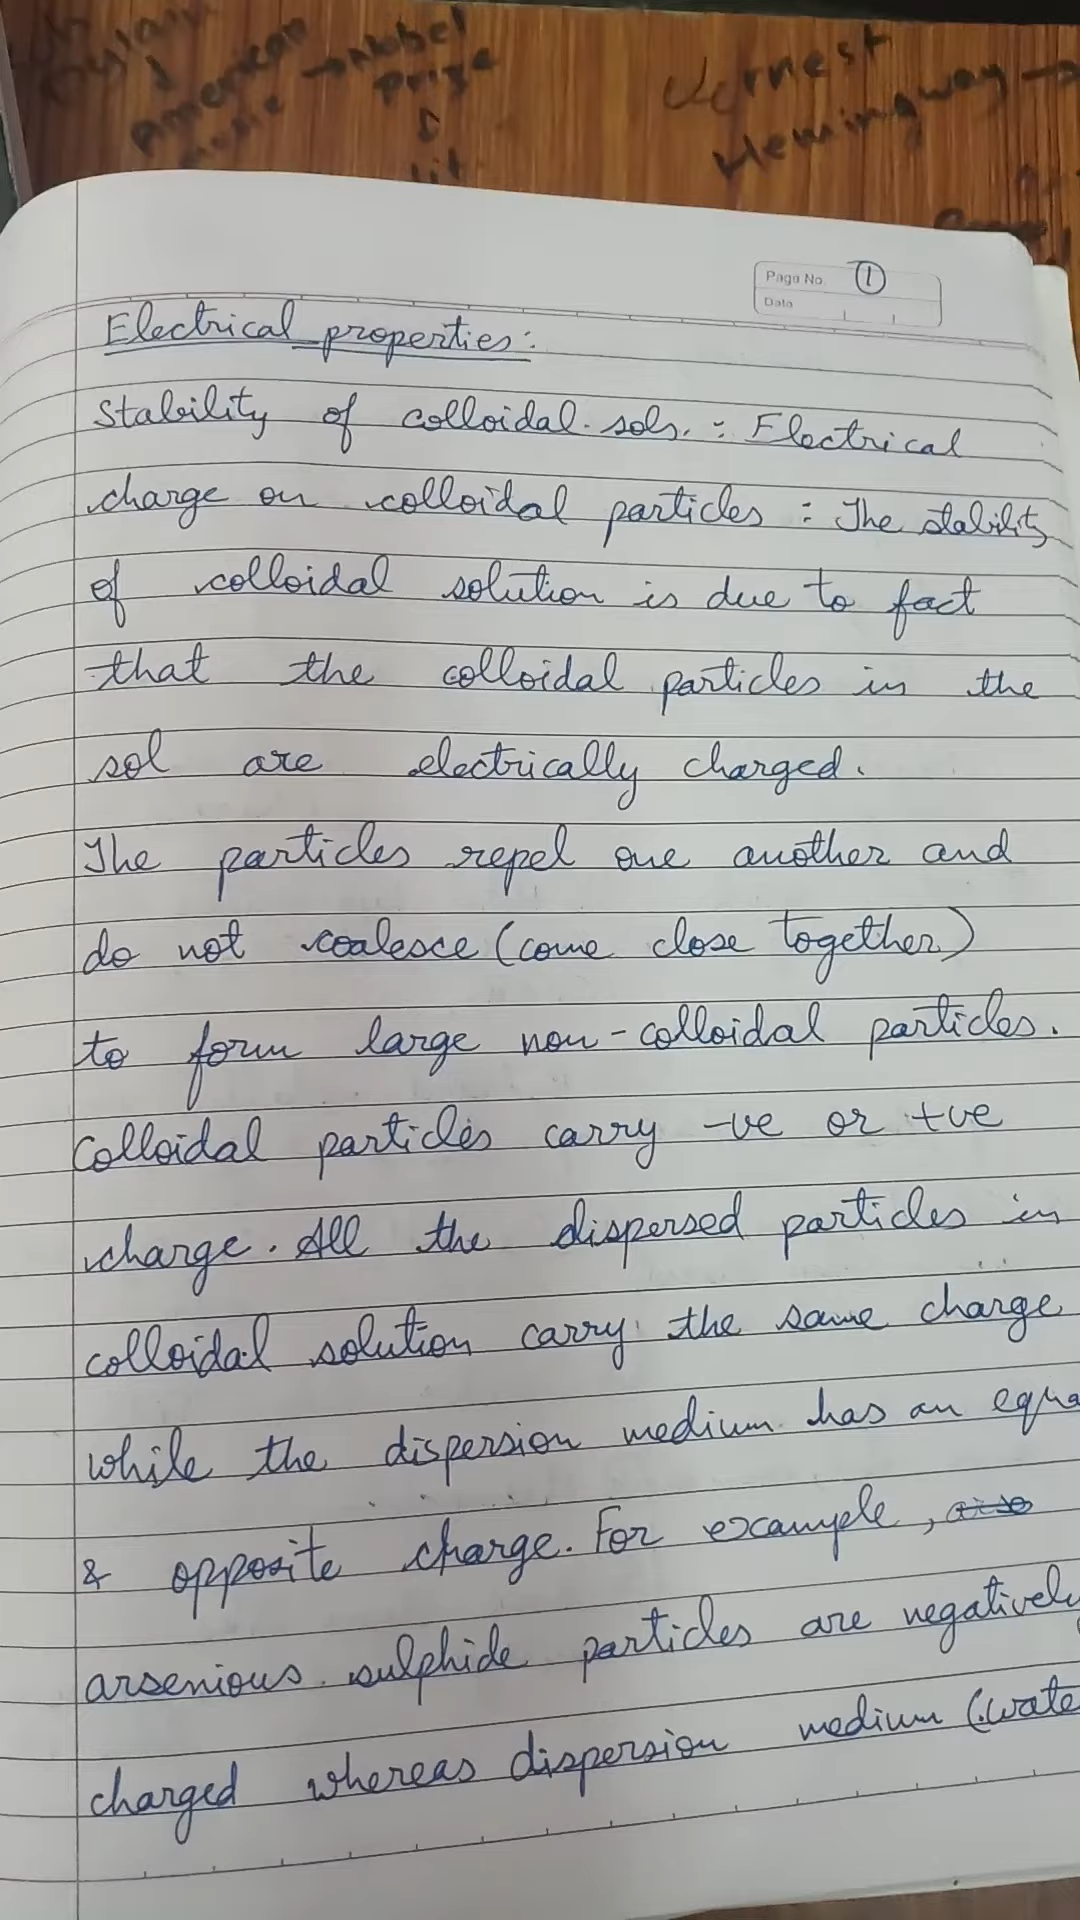 American
Nobel
Prize
lit
Hemingway
Page No. 1
Date
Electrical properties:
Stability of colloidal sols. : Electrical
charge on colloidal particles : The stability
of colloidal solution is due to fact
that the colloidal particles in the
sol are electrically charged.
The particles repel one another and
do not coalesce (come close together)
to form large non-colloidal particles.
Colloidal particles carry -ve or +ve
charge. All the dispersed particles in
colloidal solution carry the same charge
while the dispersion medium has an equa
& opposite charge. For example,
arsenious sulphide particles are negatively
charged whereas dispersion medium (wate